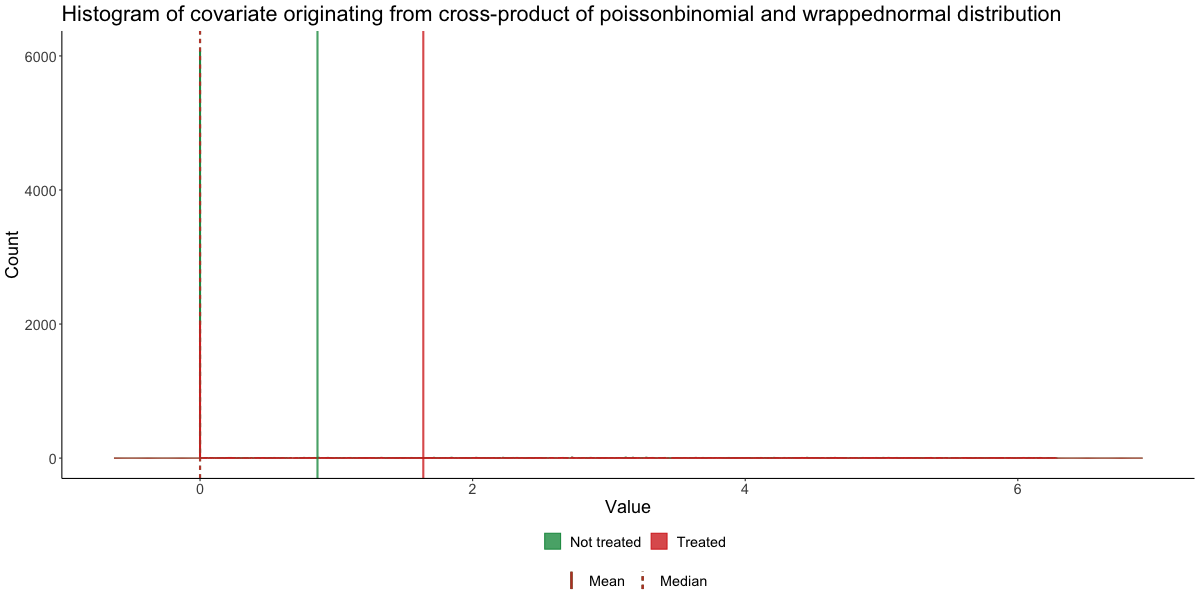 Histogram of covariate originating from cross-product of poissonbinomial and wrappednormal distribution
Count
6000
4000
2000
0
0 2 4 6
Value
Not treated Treated
Mean Median